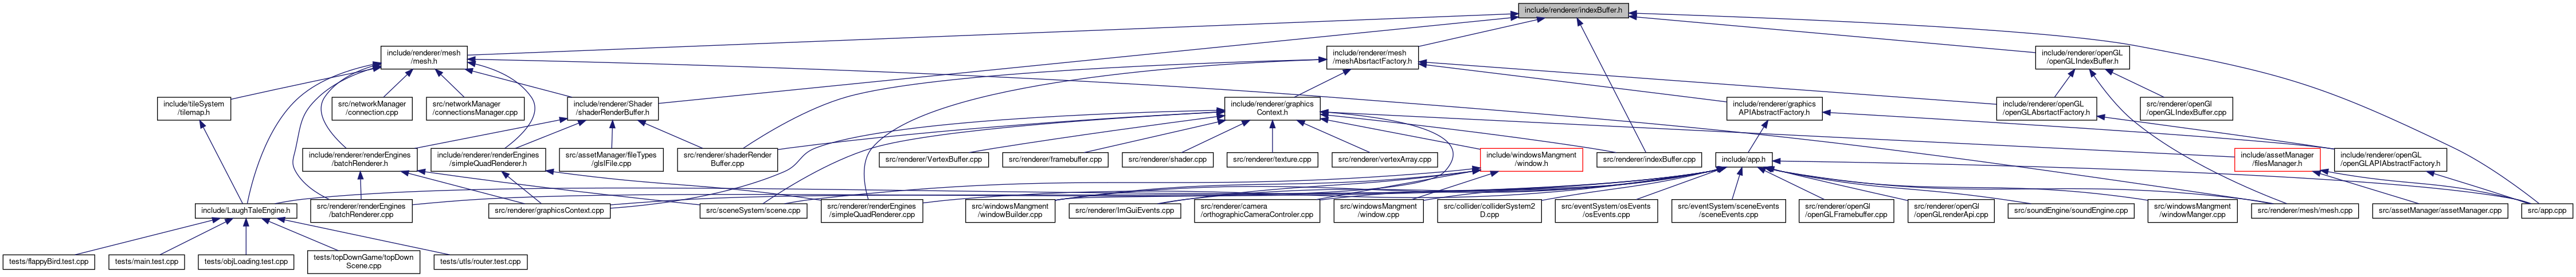 include/renderer/indexBuffer.h
include/renderer/mesh
/mesh.h
include/renderer/mesh
/meshAbsrtactFactory.h
include/renderer/openGL
/openGLIndexBuffer.h
include/tileSystem
/tilemap.h
src/networkManager
/connection.cpp
src/networkManager
/connectionsManager.cpp
include/renderer/Shader
/shaderRenderBuffer.h
include/renderer/graphics
Context.h
include/renderer/graphics
APIAbstractFactory.h
include/renderer/openGL
/openGLAbsrtactFactory.h
src/renderer/openGl
/openGLIndexBuffer.cpp
include/renderer/renderEngines
/batchRenderer.h
include/renderer/renderEngines
/simpleQuadRenderer.h
src/assetManager/fileTypes
/glslFile.cpp
src/renderer/shaderRender
Buffer.cpp
src/renderer/VertexBuffer.cpp
src/renderer/framebuffer.cpp
src/renderer/shader.cpp
src/renderer/texture.cpp
src/renderer/vertexArray.cpp
include/windowsMangment
/window.h
src/renderer/indexBuffer.cpp
include/app.h
include/assetManager
/filesManager.h
include/renderer/openGL
/openGLAPIAbstractFactory.h
include/LaughTaleEngine.h
src/renderer/renderEngines
/batchRenderer.cpp
src/renderer/graphicsContext.cpp
src/sceneSystem/scene.cpp
src/renderer/renderEngines
/simpleQuadRenderer.cpp
src/windowsMangment
/windowBuilder.cpp
src/renderer/ImGuiEvents.cpp
src/renderer/camera
/orthographicCameraControler.cpp
src/windowsMangment
/window.cpp
src/collider/colliderSystem2
D.cpp
src/eventSystem/osEvents
/osEvents.cpp
src/eventSystem/sceneEvents
/sceneEvents.cpp
src/renderer/openGl
/openGLFramebuffer.cpp
src/renderer/openGl
/openGLrenderApi.cpp
src/soundEngine/soundEngine.cpp
src/windowsMangment
/windowManger.cpp
src/renderer/mesh/mesh.cpp
src/assetManager/assetManager.cpp
src/app.cpp
tests/flappyBird.test.cpp
tests/main.test.cpp
tests/objLoading.test.cpp
tests/topDownGame/topDown
Scene.cpp
tests/utls/router.test.cpp